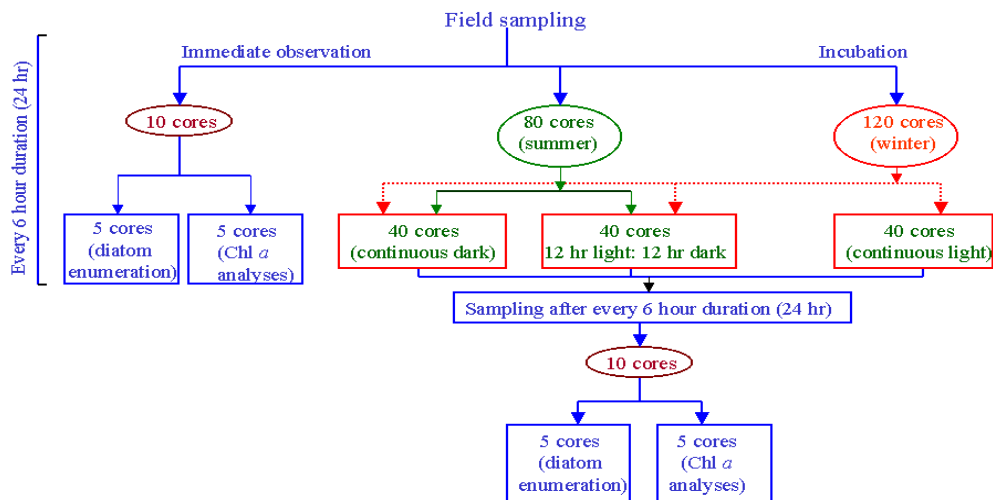 Field sampling
Immediate observation
Incubation
Every 6 hour duration (24 hr)
10 cores
80 cores
(summer)
120 cores
(winter)
5 cores
(diatom
enumeration)
5 cores
(Chl a
analyses)
40 cores
(continuous dark)
40 cores
12 hr light: 12 hr dark
40 cores
(continuous light)
Sampling after every 6 hour duration (24 hr)
10 cores
5 cores
(diatom
enumeration)
5 cores
(Chl a
analyses)